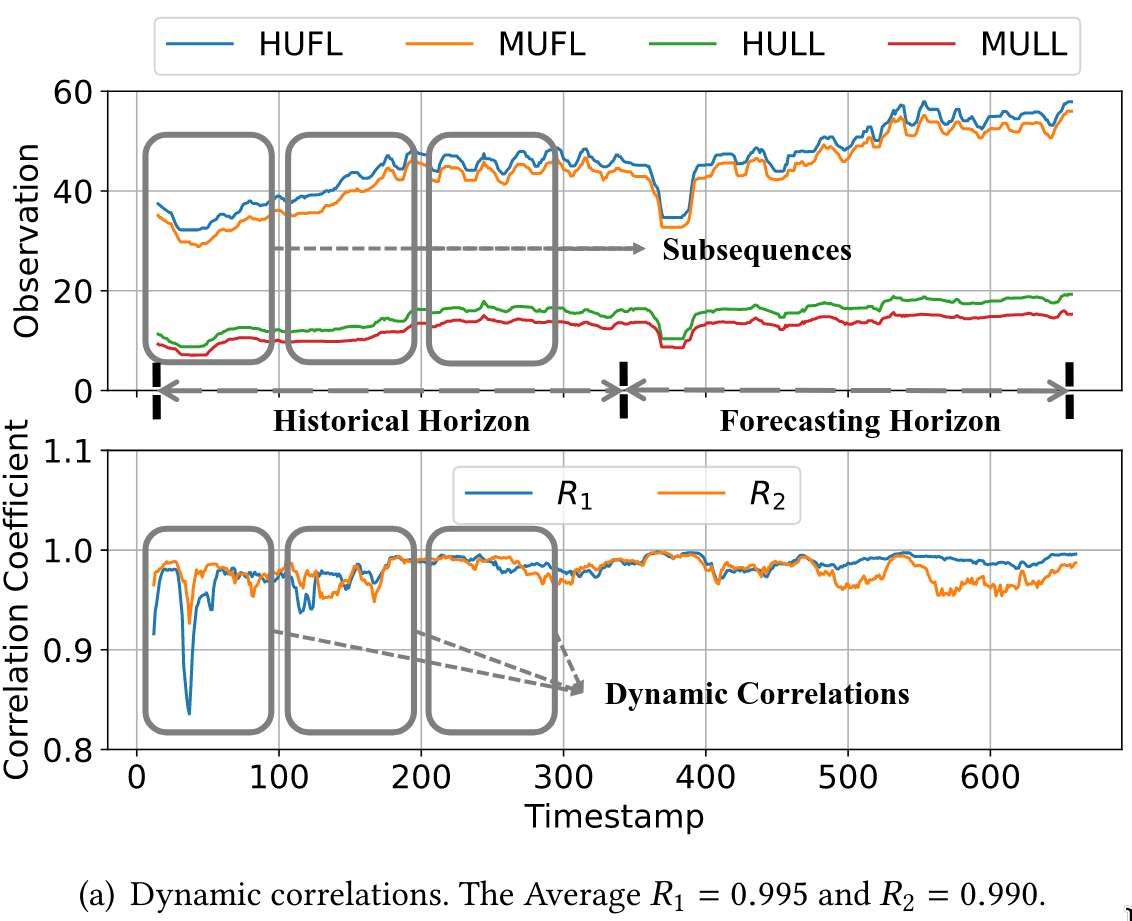 HUFL MUFL HULL MULL
60
40
20
0
Observation
Subsequences
Historical Horizon Forecasting Horizon
1.1
1.0
0.9
0.8
Correlation Coefficient
R₁ R₂
Dynamic Correlations
0 100 200 300 400 500 600
Timestamp
(a) Dynamic correlations. The Average R₁ = 0.995 and R₂ = 0.990.